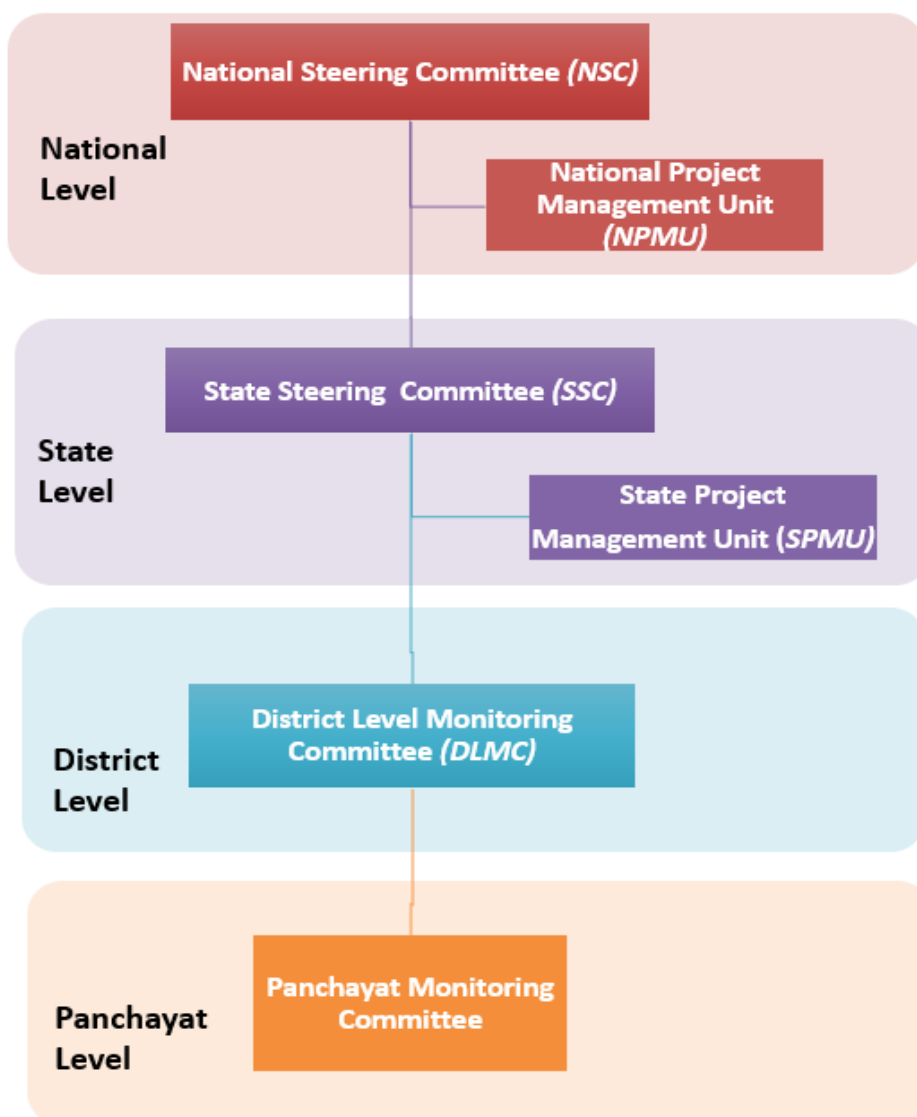 National Steering Committee (NSC)
National
Level
National Project
Management Unit
(NPMU)
State Steering Committee (SSC)
State
Level
State Project
Management Unit (SPMU)
District Level Monitoring
Committee (DLMC)
District
Level
Panchayat Monitoring
Committee
Panchayat
Level